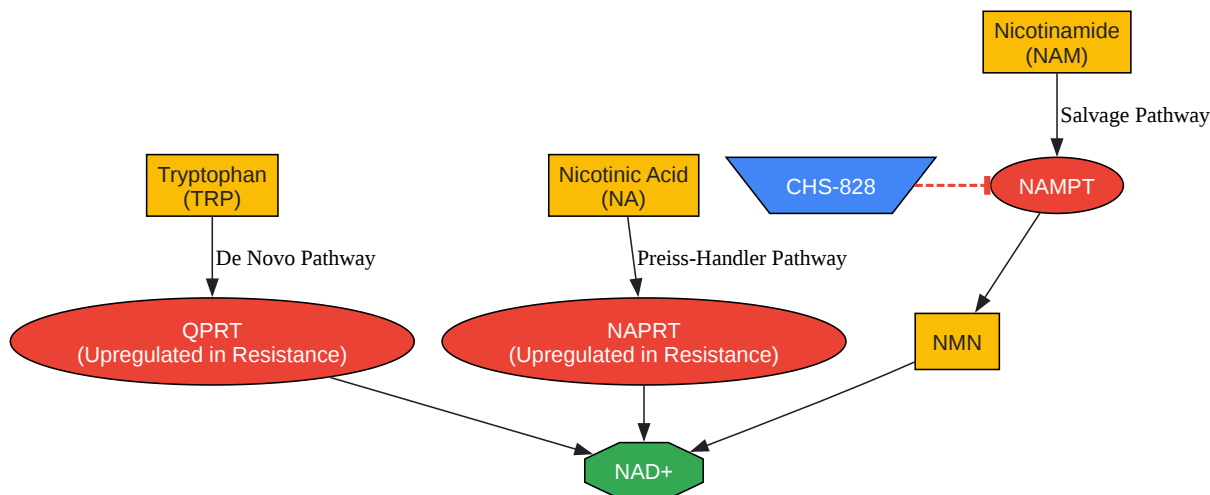 Nicotinamide
(NAM)
Salvage Pathway
Tryptophan
(TRP)
Nicotinic Acid
(NA)
CHS-828
NAMPT
De Novo Pathway
Preiss-Handler Pathway
QPRT
(Upregulated in Resistance)
NAPRT
(Upregulated in Resistance)
NMN
NAD+